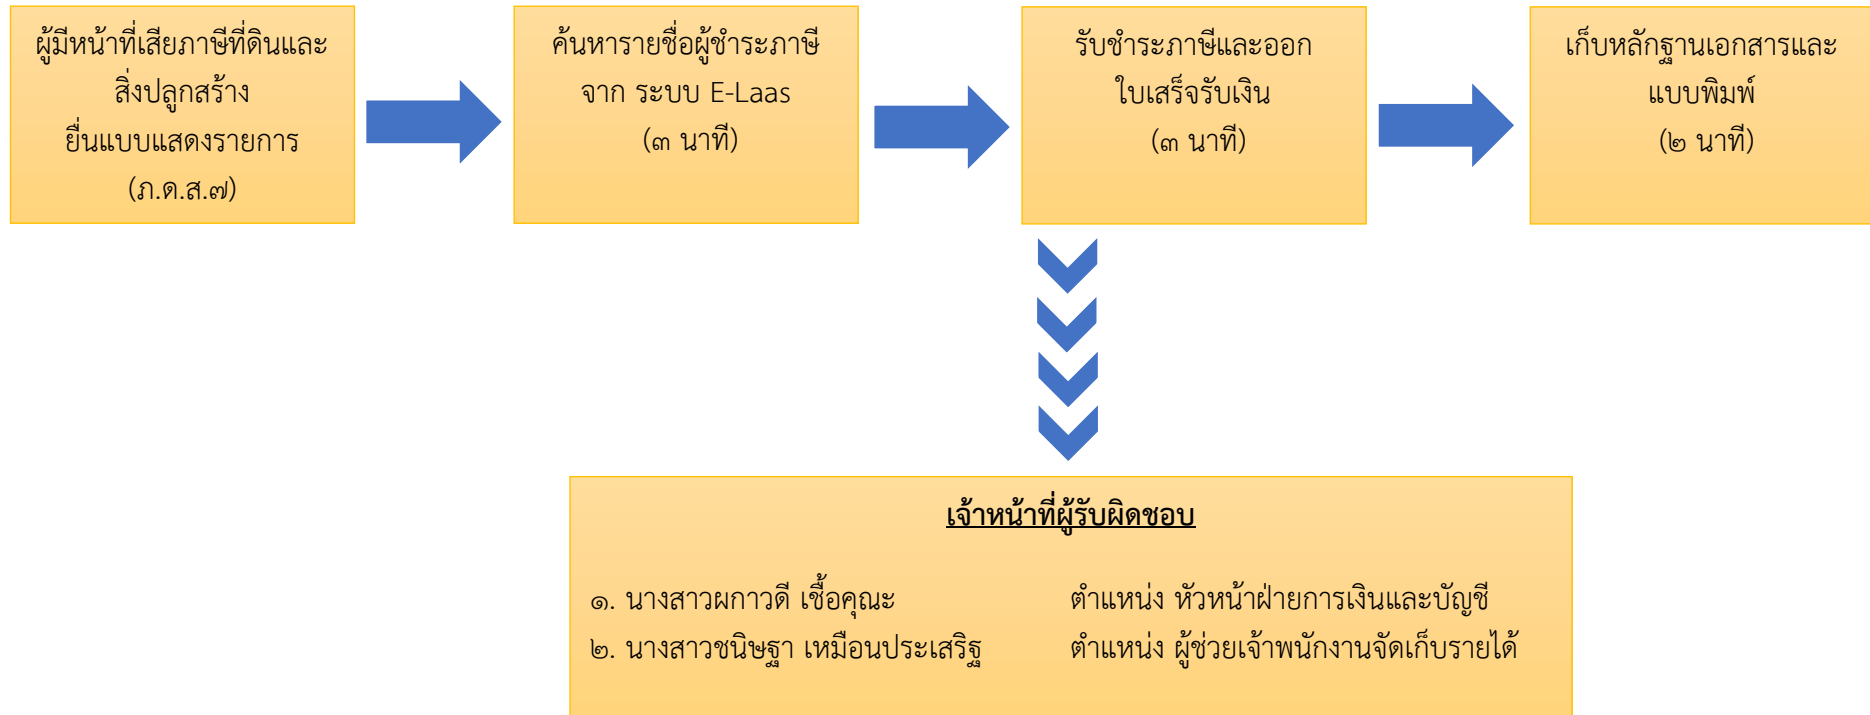 ผู้มีหน้าที่เสียภาษีที่ดินและ
สิ่งปลูกสร้าง
ยื่นแบบแสดงรายการ
(ภ.ด.ส.๗)
ค้นหารายชื่อผู้ชำระภาษี
จาก ระบบ E-Laas
(๓ นาที)
รับชำระภาษีและออก
ใบเสร็จรับเงิน
(๓ นาที)
เก็บหลักฐานเอกสารและ
แบบพิมพ์
(๒ นาที)
เจ้าหน้าที่ผู้รับผิดชอบ
๑. นางสาวผกาวดี เชื้อคุณะ ตำแหน่ง หัวหน้าฝ่ายการเงินและบัญชี
๒. นางสาวชนิษฐา เหมือนประเสริฐ ตำแหน่ง ผู้ช่วยเจ้าพนักงานจัดเก็บรายได้